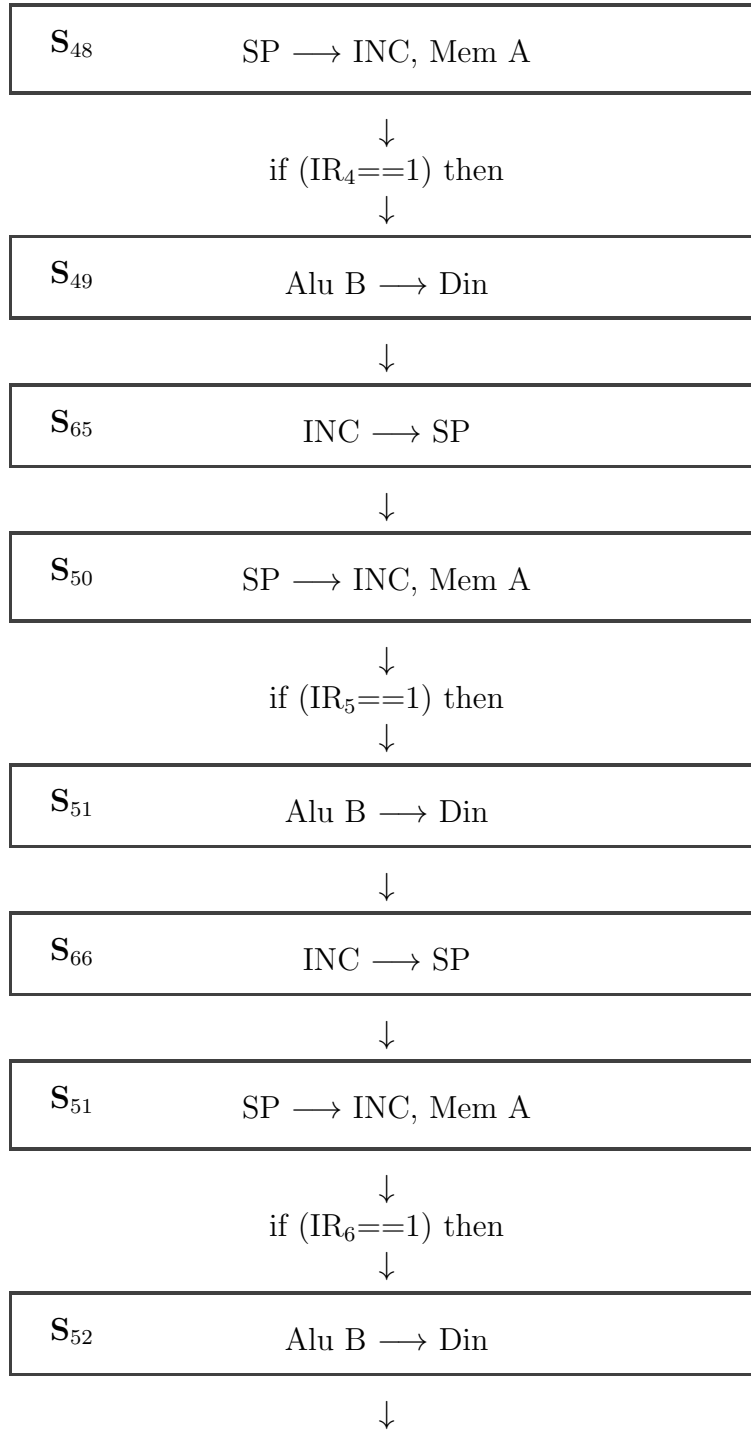 S₄₈ SP ⟶ INC, Mem A
↓
if (IR₄==1) then
↓
S₄₉ Alu B ⟶ Din
↓
S₆₅ INC ⟶ SP
↓
S₅₀ SP ⟶ INC, Mem A
↓
if (IR₅==1) then
↓
S₅₁ Alu B ⟶ Din
↓
S₆₆ INC ⟶ SP
↓
S₅₁ SP ⟶ INC, Mem A
↓
if (IR₆==1) then
↓
S₅₂ Alu B ⟶ Din
↓